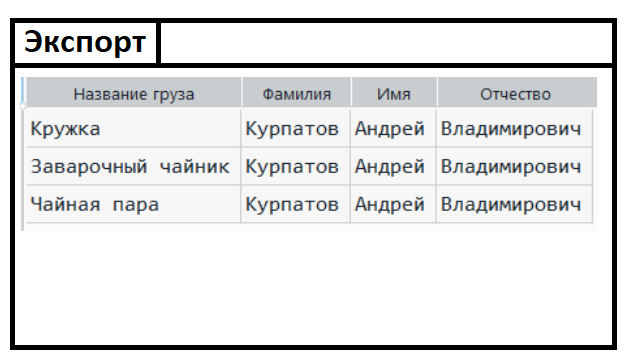 Экспорт
Название груза Фамилия Имя Отчество
Кружка Курпатов Андрей Владимирович
Заварочный чайник Курпатов Андрей Владимирович
Чайная пара Курпатов Андрей Владимирович